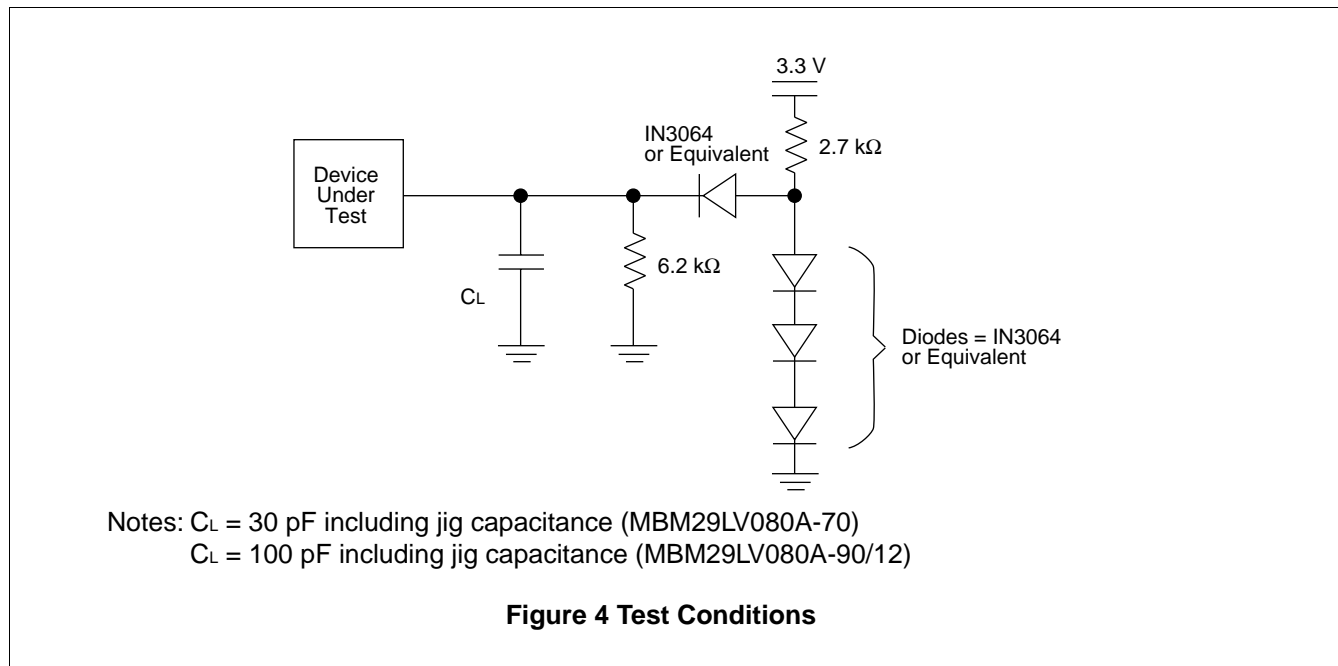 3.3 V
IN3064
or Equivalent
2.7 kΩ
Device
Under
Test
6.2 kΩ
CL
Diodes = IN3064
or Equivalent
Notes: CL = 30 pF including jig capacitance (MBM29LV080A-70)
CL = 100 pF including jig capacitance (MBM29LV080A-90/12)
Figure 4 Test Conditions